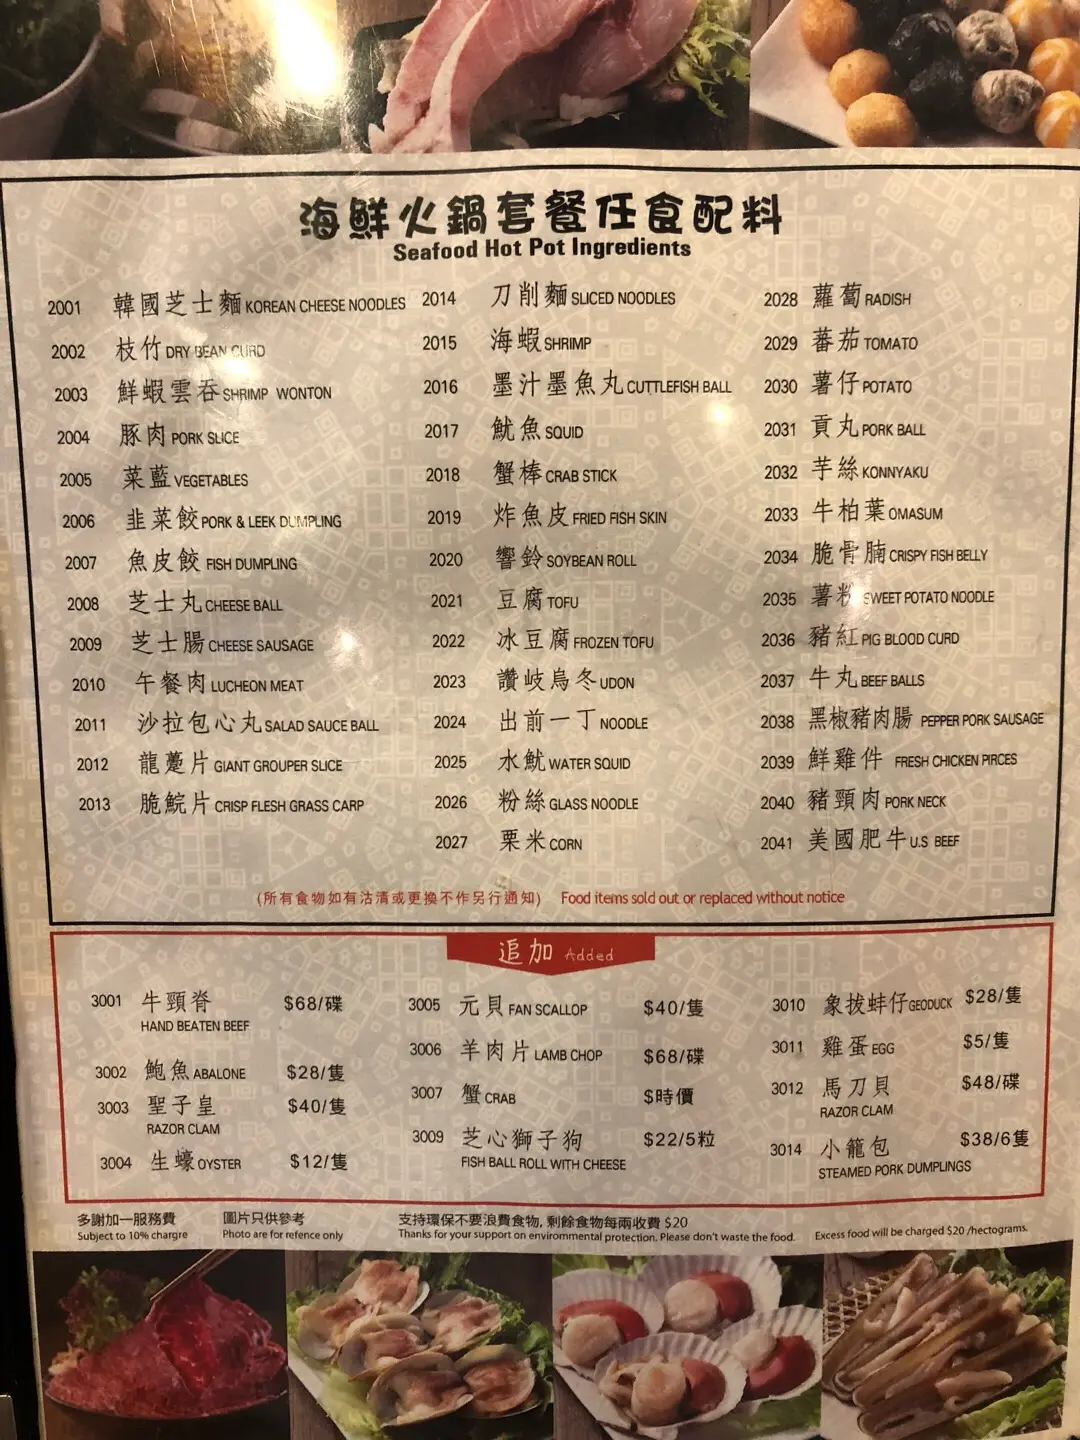 海鮮火鍋套餐任食配料
Seafood Hot Pot Ingredients
2001 韓國芝士麵 KOREAN CHEESE NOODLES
2002 枝竹 DRY BEAN CURD
2003 鮮蝦雲吞 SHRIMP WONTON
2004 豚肉 PORK SLICE
2005 菜藍 VEGETABLES
2006 韭菜餃 PORK & LEEK DUMPLING
2007 魚皮餃 FISH DUMPLING
2008 芝士丸 CHEESE BALL
2009 芝士腸 CHEESE SAUSAGE
2010 午餐肉 LUCHEON MEAT
2011 沙拉包心丸 SALAD SAUCE BALL
2012 龍躉片 GIANT GROUPER SLICE
2013 脆鯇片 CRISP FLESH GRASS CARP
2014 刀削麵 SLICED NOODLES
2015 海蝦 SHRIMP
2016 墨汁墨魚丸 CUTTLEFISH BALL
2017 魷魚 SQUID
2018 蟹棒 CRAB STICK
2019 炸魚皮 FRIED FISH SKIN
2020 響鈴 SOYBEAN ROLL
2021 豆腐 TOFU
2022 冰豆腐 FROZEN TOFU
2023 讚岐烏冬 UDON
2024 出前一丁 NOODLE
2025 水魷 WATER SQUID
2026 粉絲 GLASS NOODLE
2027 栗米 CORN
2028 蘿蔔 RADISH
2029 蕃茄 TOMATO
2030 薯仔 POTATO
2031 貢丸 PORK BALL
2032 芋絲 KONNYAKU
2033 牛柏葉 OMASUM
2034 脆骨腩 CRISPY FISH BELLY
2035 薯粉 SWEET POTATO NOODLE
2036 豬紅 PIG BLOOD CURD
2037 牛丸 BEEF BALLS
2038 黑椒豬肉腸 PEPPER PORK SAUSAGE
2039 鮮雞件 FRESH CHICKEN PIRCES
2040 豬頸肉 PORK NECK
2041 美國肥牛 U.S BEEF
(所有食物如有沽清或更換不作另行通知) Food items sold out or replaced without notice
追加 Added
3001 牛頸脊 $68/碟
HAND BEATEN BEEF
3002 鮑魚 ABALONE $28/隻
3003 聖子皇 $40/隻
RAZOR CLAM
3004 生蠔 OYSTER $12/隻
3005 元貝 FAN SCALLOP $40/隻
3006 羊肉片 LAMB CHOP $68/碟
3007 蟹 CRAB $時價
3009 芝心獅子狗 $22/5粒
FISH BALL ROLL WITH CHEESE
3010 象拔蚌仔 GEODUCK $28/隻
3011 雞蛋 EGG $5/隻
3012 馬刀貝 $48/碟
RAZOR CLAM
3014 小籠包 $38/6隻
STEAMED PORK DUMPLINGS
多謝加一服務費 圖片只供參考 支持環保不要浪費食物, 剩餘食物每兩收費 $20
Subject to 10% chargre Photo are for refence only Thanks for your support on envirommental protection. Please don't waste the food. Excess food will be charged $20 /hectograms.